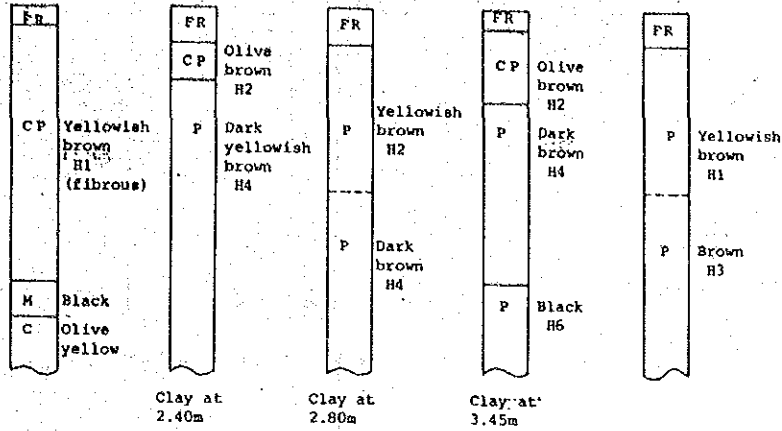 FR
CP Yellowish
brown
H1
(fibrous)
M Black
C Olive
yellow
FR
CP Olive
brown
H2
P Dark
yellowish
brown
H4
Clay at
2.40m
FR
P Yellowish
brown
H2
P Dark
brown
H4
Clay at
2.80m
FR
CP Olive
brown
H2
P Dark
brown
H4
P Black
H6
Clay at
3.45m
FR
P Yellowish
brown
H1
P Brown
H3